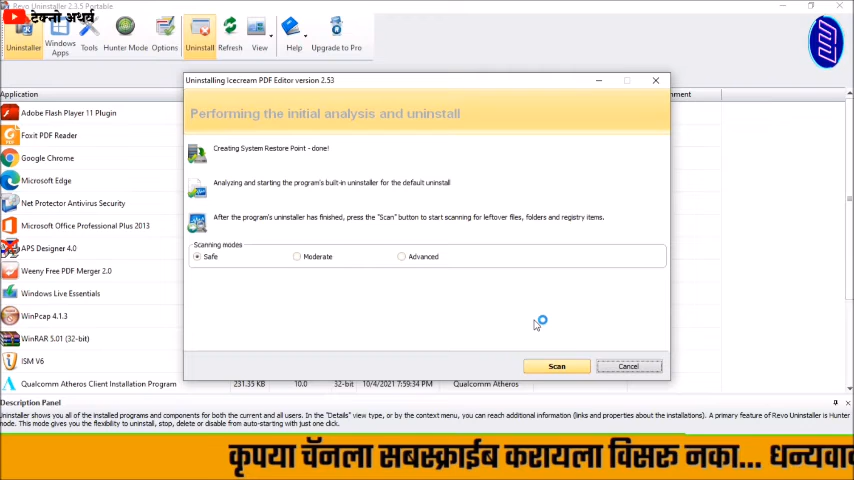 Revo Uninstaller 2.3.5 Portable
टेक्नो अथर्व
Uninstaller
Windows Apps
Tools
Hunter Mode
Options
Uninstall
Refresh
View
Help
Upgrade to Pro
Uninstalling Icecream PDF Editor version 2.53
Performing the initial analysis and uninstall
Creating System Restore Point - done!
Analyzing and starting the program's built-in uninstaller for the default uninstall
After the program's uninstaller has finished, press the "Scan" button to start scanning for leftover files, folders and registry items.
Scanning modes
Safe
Moderate
Advanced
Scan
Cancel
Application
Adobe Flash Player 11 Plugin
Foxit PDF Reader
Google Chrome
Microsoft Edge
Net Protector Antivirus Security
Microsoft Office Professional Plus 2013
APS Designer 4.0
Weeny Free PDF Merger 2.0
Windows Live Essentials
WinPcap 4.1.3
WinRAR 5.01 (32-bit)
ISM V6
Qualcomm Atheros Client Installation Program 231.35 KB 10.0 32-bit 10/4/2021 7:59:34 PM Qualcomm Atheros
Description Panel
Uninstaller shows you all of the installed programs and components for both the current and all users. In the "Details" view type, or by the context menu, you can reach additional information (links and properties about the installations). A primary feature of Revo Uninstaller is Hunter
mode. This mode gives you the flexibility to uninstall, stop, delete or disable from auto-starting with just one click.
कृपया चॅनला सबस्क्राईब करायला विसरू नका... धन्यवाद